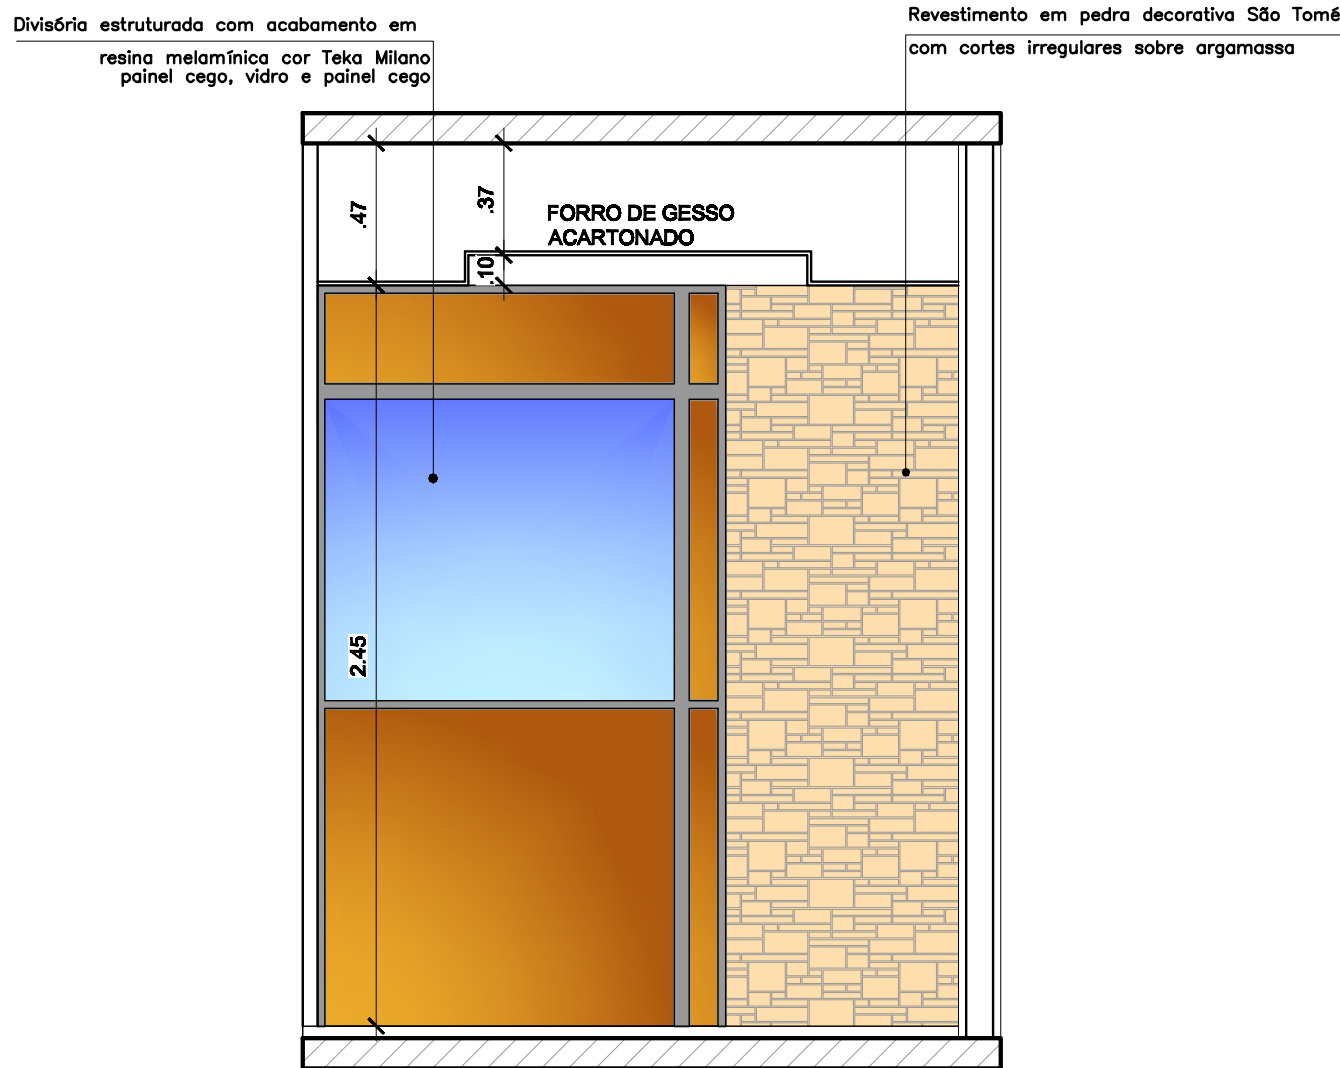 Divisória estruturada com acabamento em
resina melamínica cor Teka Milano
painel cego, vidro e painel cego
Revestimento em pedra decorativa São Tomé
com cortes irregulares sobre argamassa
.47
.37
FORRO DE GESSO
ACARTONADO
.10
2.45